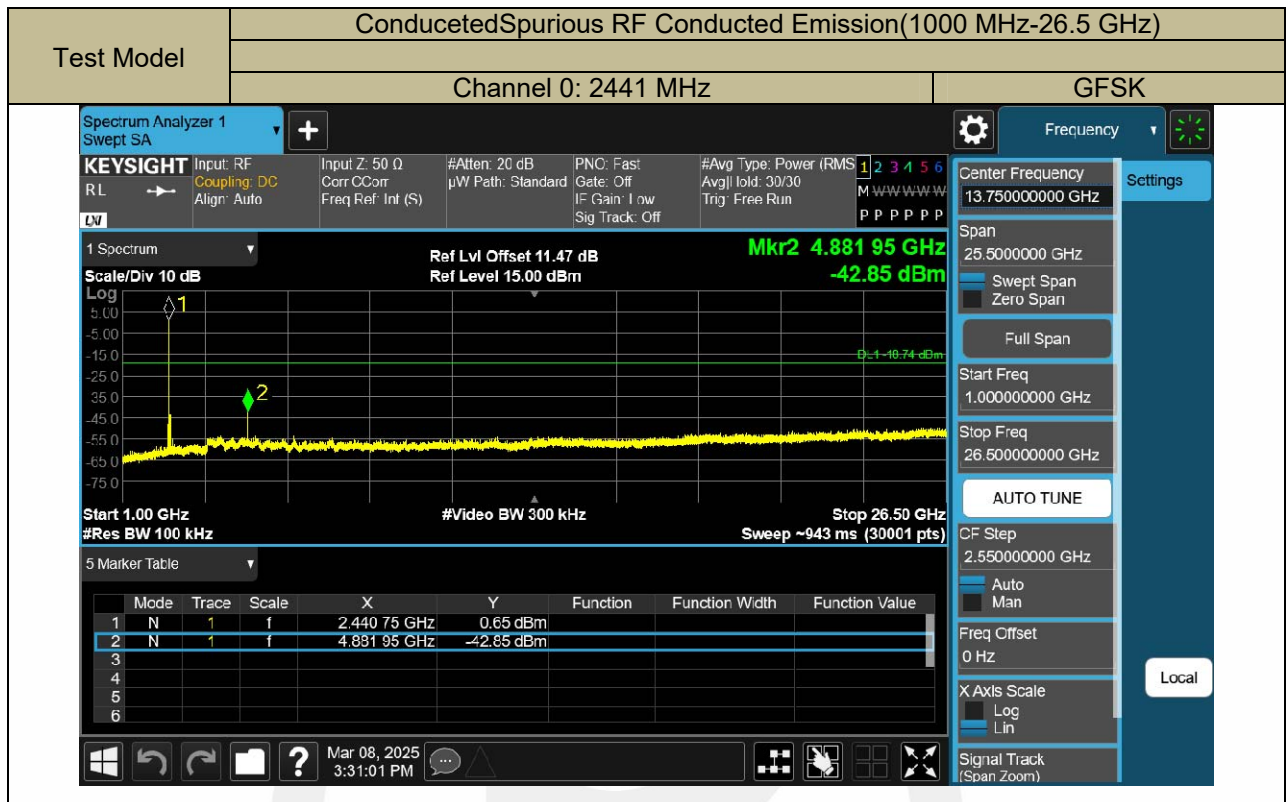 Test Model
ConducetedSpurious RF Conducted Emission(1000 MHz-26.5 GHz)
Channel 0: 2441 MHz
GFSK
Spectrum Analyzer 1
Swept SA
Frequency
KEYSIGHT
RL
LXI
Input: RF
Coupling: DC
Align: Auto
Input Z: 50 Ω
Corr CCorr
Freq Ref: Int (S)
#Atten: 20 dB
µW Path: Standard
PNO: Fast
Gate: Off
IF Gain: Low
Sig Track: Off
#Avg Type: Power (RMS
Avg|Hold: 30/30
Trig: Free Run
1 2 3 4 5 6
M W W W W W
P P P P P P
1 Spectrum
Scale/Div 10 dB
Ref Lvl Offset 11.47 dB
Ref Level 15.00 dBm
Mkr2 4.881 95 GHz
-42.85 dBm
Log
5.00
-5.00
-15.0
-25.0
-35.0
-45.0
-55.0
-65.0
-75.0
1
2
Start 1.00 GHz
#Res BW 100 kHz
#Video BW 300 kHz
Stop 26.50 GHz
Sweep ~943 ms (30001 pts)
5 Marker Table
Mode Trace Scale X Y Function Function Width Function Value
1 N 1 f 2.440 75 GHz 0.65 dBm
2 N 1 f 4.881 95 GHz -42.85 dBm
3
4
5
6
Mar 08, 2025
3:31:01 PM
Center Frequency
13.750000000 GHz
Span
25.5000000 GHz
Swept Span
Zero Span
Full Span
Start Freq
1.000000000 GHz
Stop Freq
26.500000000 GHz
AUTO TUNE
CF Step
2.550000000 GHz
Auto
Man
Freq Offset
0 Hz
X Axis Scale
Log
Lin
Signal Track
(Span Zoom)
Settings
Local